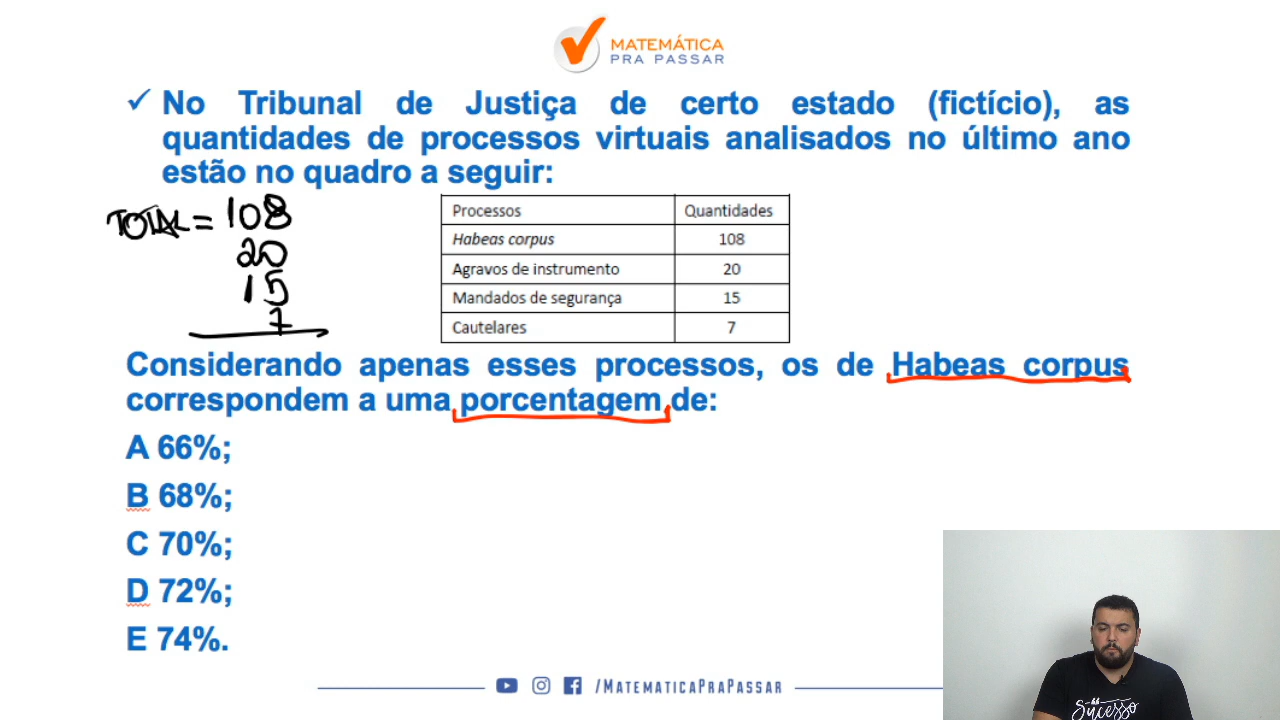 MATEMÁTICA
PRA PASSAR
✓ No Tribunal de Justiça de certo estado (fictício), as
quantidades de processos virtuais analisados no último ano
estão no quadro a seguir:
TOTAL = 108
20
15
7
Processos Quantidades
Habeas corpus 108
Agravos de instrumento 20
Mandados de segurança 15
Cautelares 7
Considerando apenas esses processos, os de Habeas corpus
correspondem a uma porcentagem de:
A 66%;
B 68%;
C 70%;
D 72%;
E 74%.
/MATEMATICAPRAPASSAR
SUCESSO